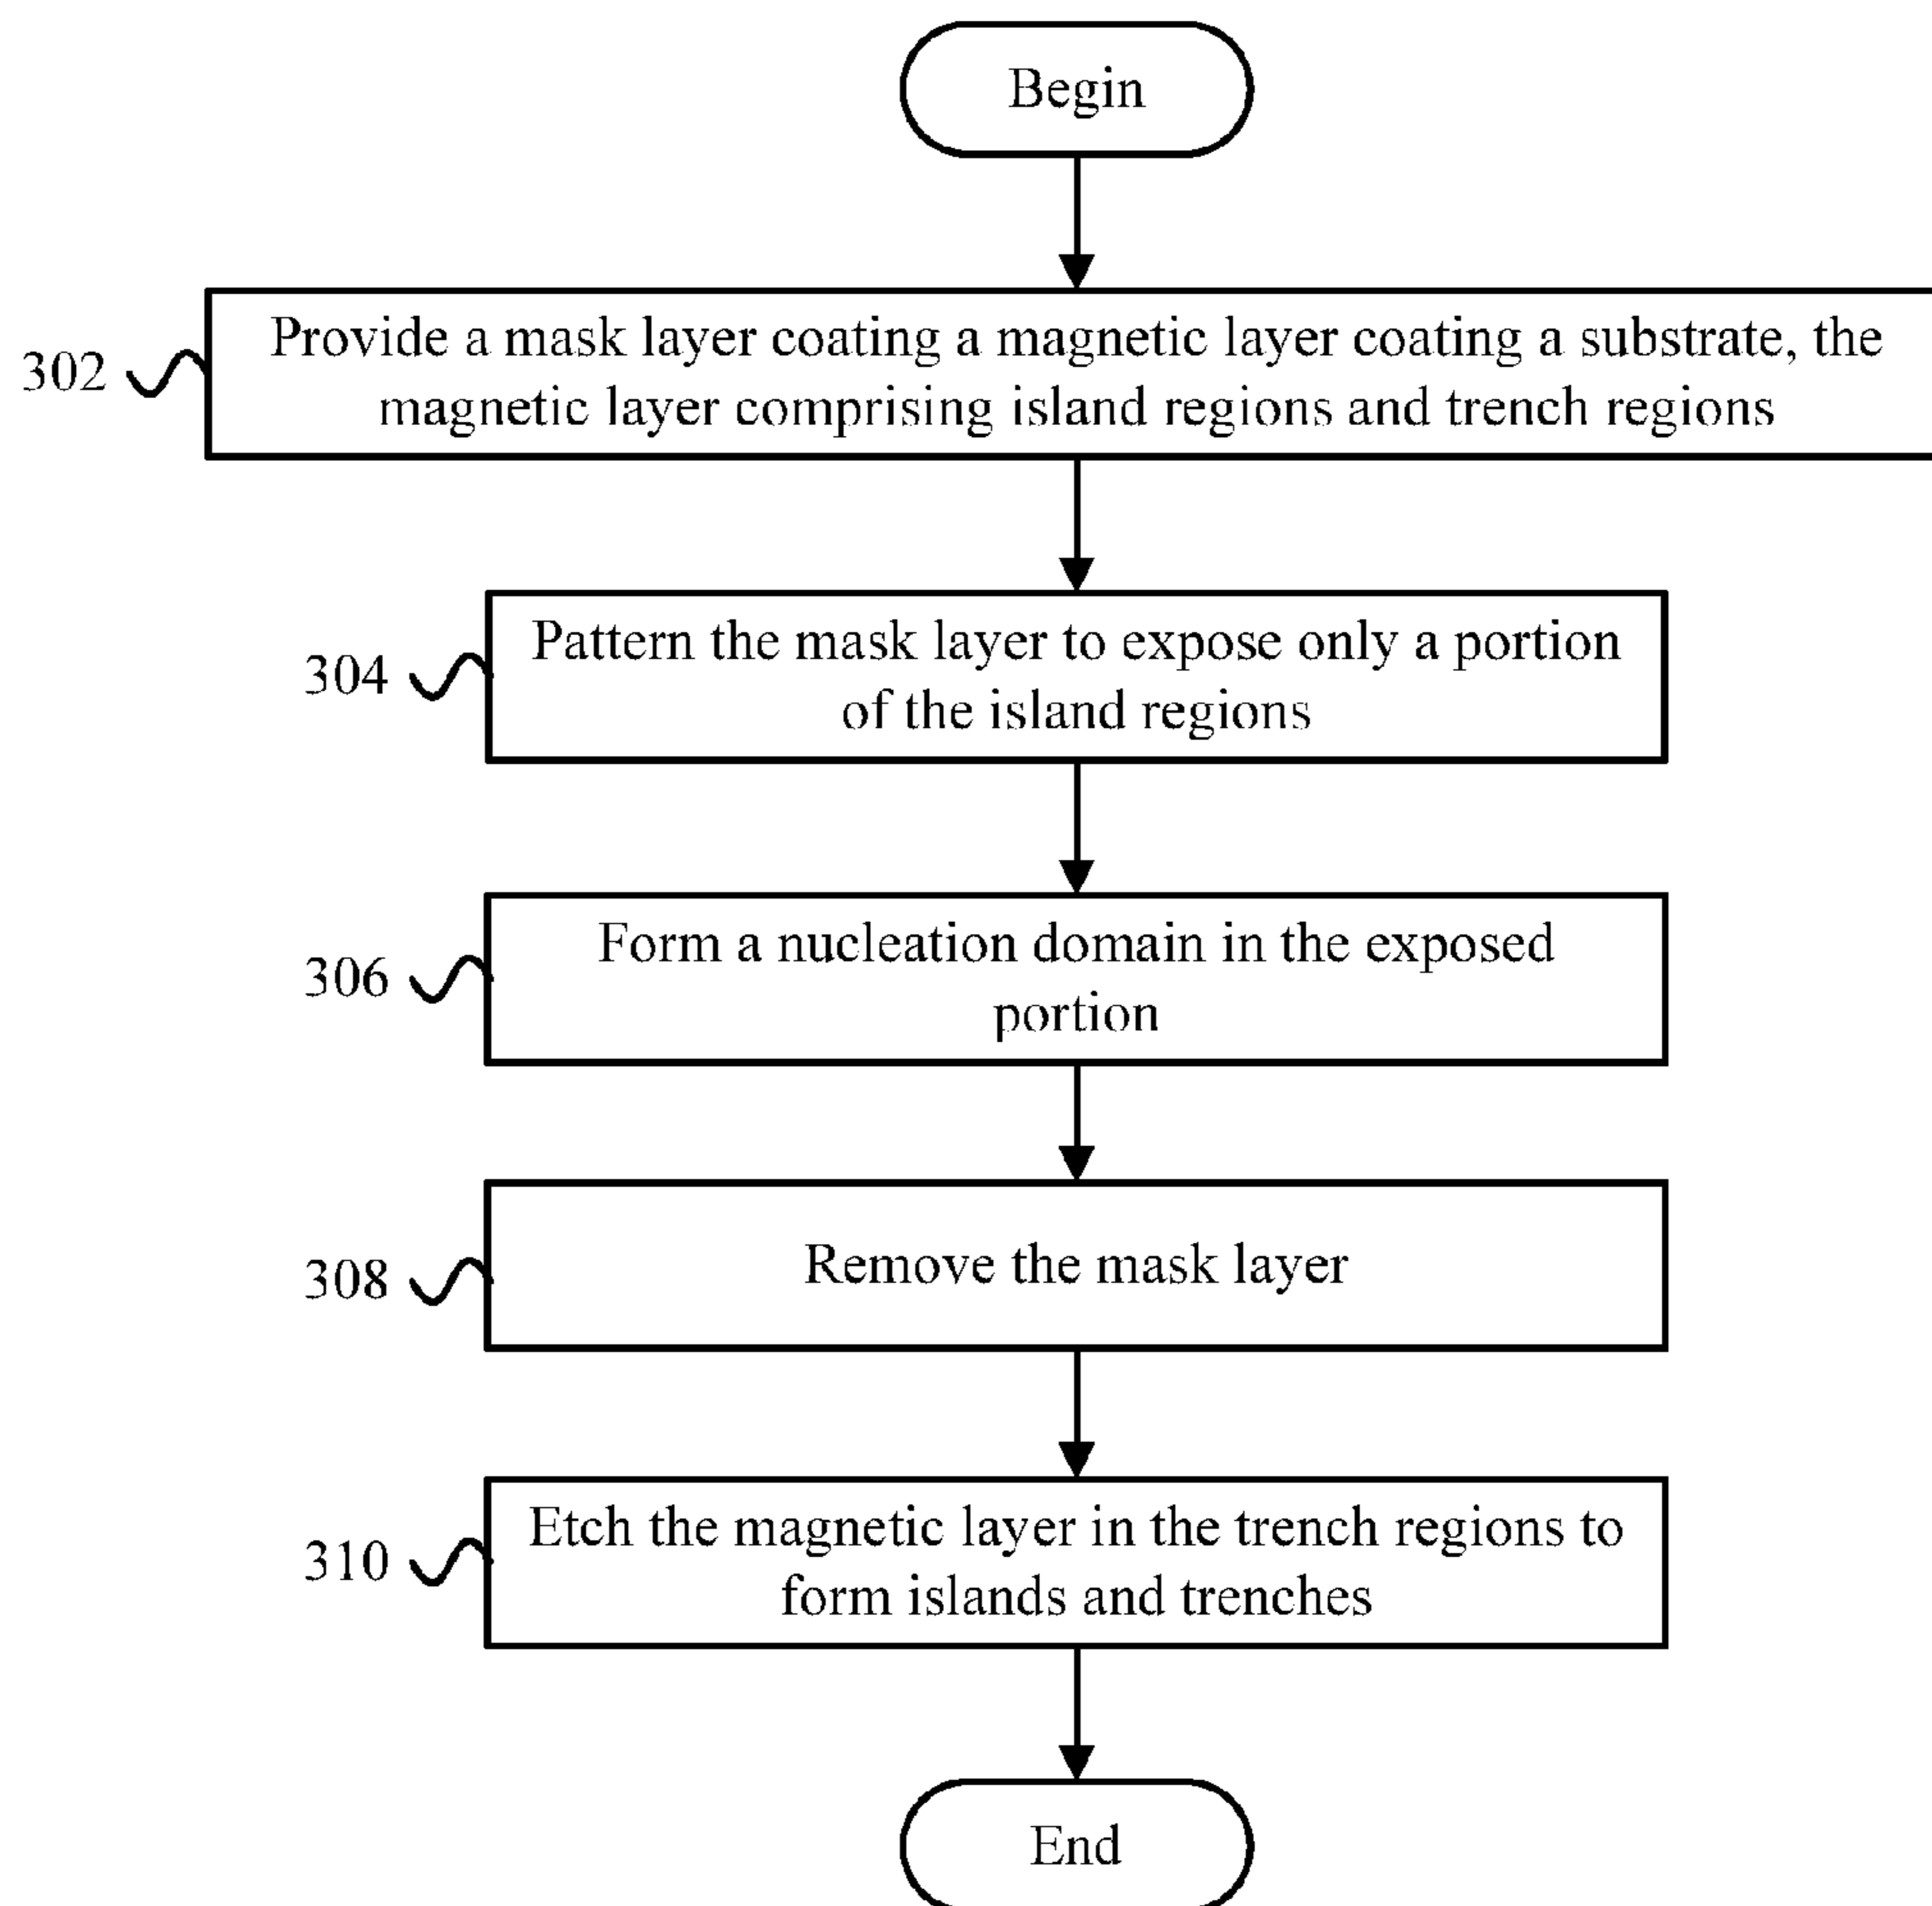 Begin
302
Provide a mask layer coating a magnetic layer coating a substrate, the
magnetic layer comprising island regions and trench regions
304
Pattern the mask layer to expose only a portion
of the island regions
306
Form a nucleation domain in the exposed
portion
308
Remove the mask layer
310
Etch the magnetic layer in the trench regions to
form islands and trenches
End